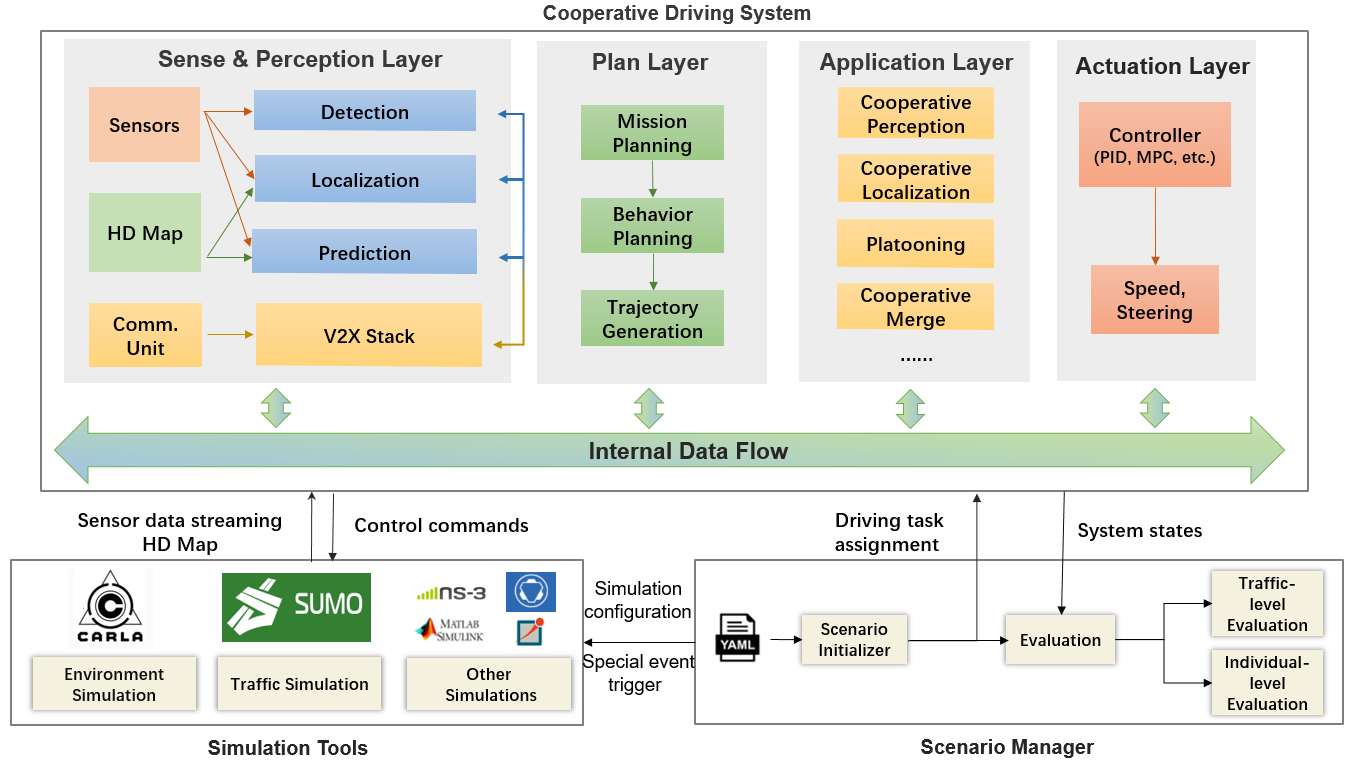 Cooperative Driving System
Sense & Perception Layer
Sensors
HD Map
Comm.
Unit
Detection
Localization
Prediction
V2X Stack
Plan Layer
Mission
Planning
Behavior
Planning
Trajectory
Generation
Application Layer
Cooperative
Perception
Cooperative
Localization
Platooning
Cooperative
Merge
......
Actuation Layer
Controller
(PID, MPC, etc.)
Speed,
Steering
Internal Data Flow
Sensor data streaming
HD Map
Control commands
Driving task
assignment
System states
CARLA
SUMO
ns-3
MATLAB
SIMULINK
Environment
Simulation
Traffic Simulation
Other
Simulations
Simulation Tools
Simulation
configuration
Special event
trigger
YAML
Scenario
Initializer
Evaluation
Traffic-
level
Evaluation
Individual-
level
Evaluation
Scenario Manager